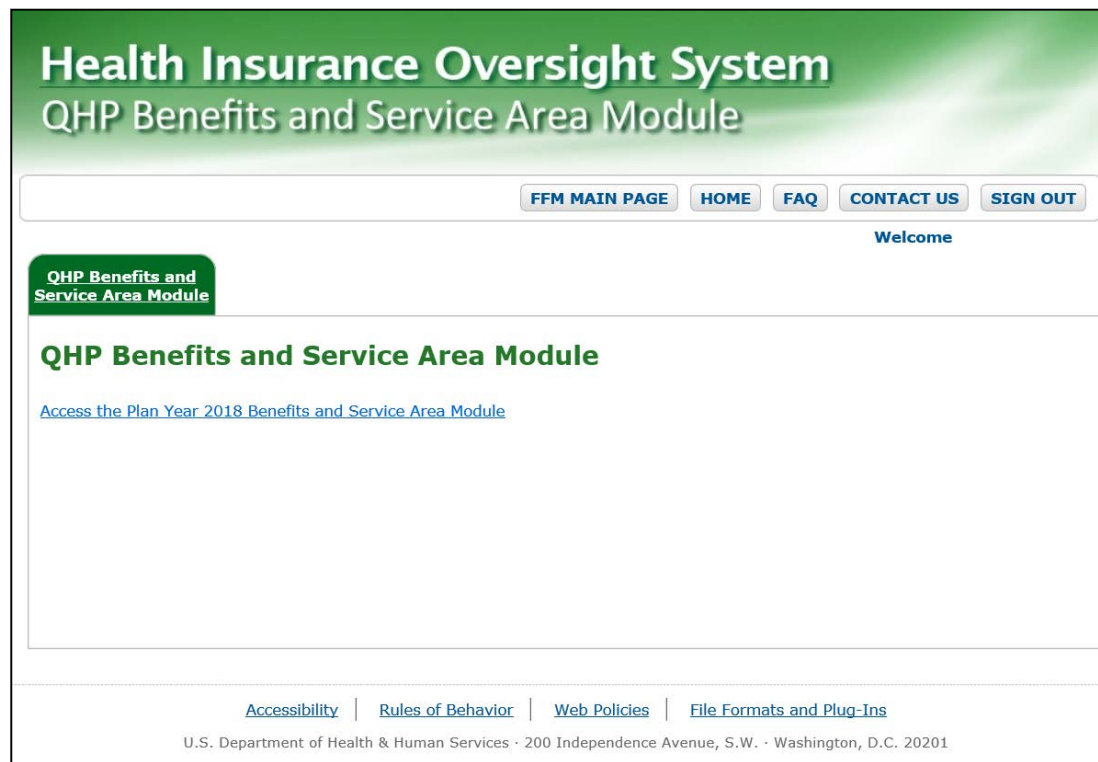 Health Insurance Oversight System
QHP Benefits and Service Area Module
FFM MAIN PAGE HOME FAQ CONTACT US SIGN OUT
Welcome
QHP Benefits and
Service Area Module
QHP Benefits and Service Area Module
Access the Plan Year 2018 Benefits and Service Area Module
Accessibility | Rules of Behavior | Web Policies | File Formats and Plug-Ins
U.S. Department of Health & Human Services · 200 Independence Avenue, S.W. · Washington, D.C. 20201